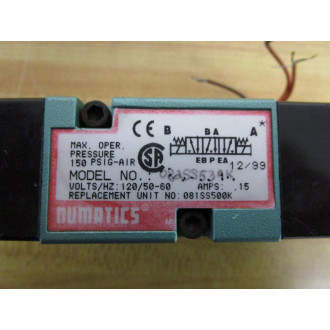 CE B BA A*
MAX. OPER.
PRESSURE
150 PSIG-AIR
EB P EA
12/99
MODEL NO.:
VOLTS/HZ: 120/50-60 AMPS: .15
REPLACEMENT UNIT NO: 081SS500K
NUMATICS